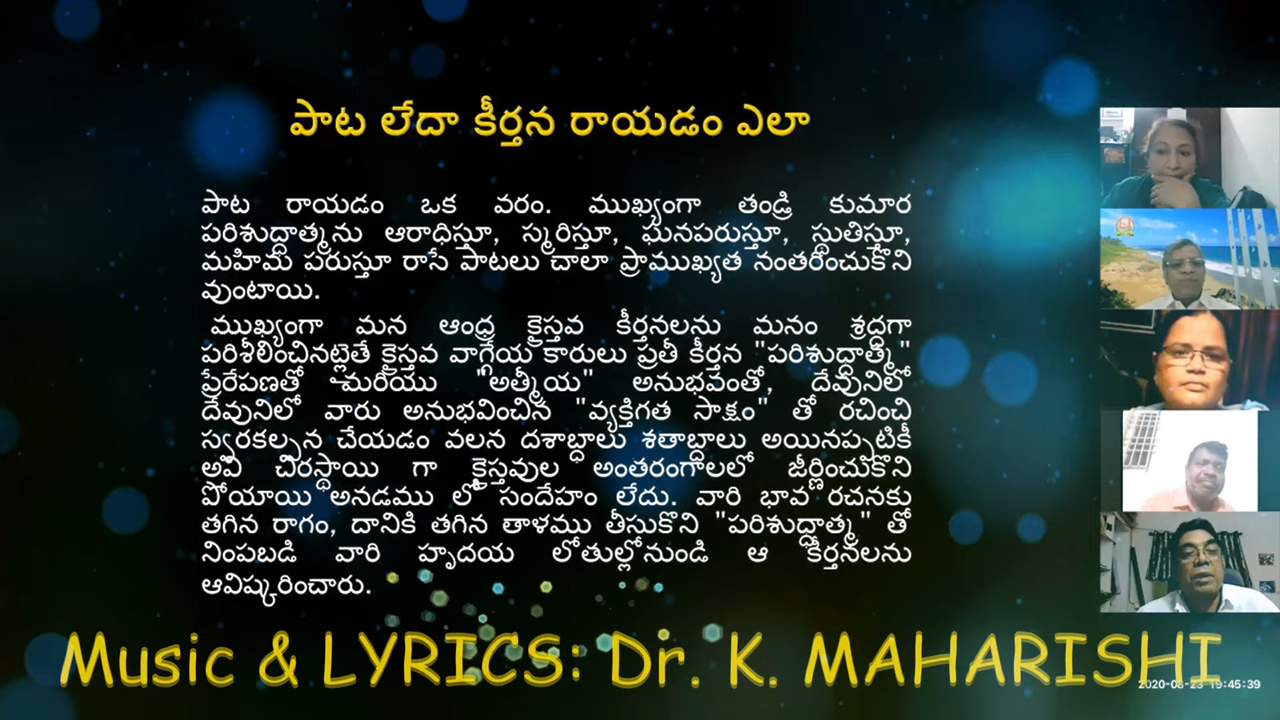 పాట లేదా కీర్తన రాయడం ఎలా
పాట రాయడం ఒక వరం. ముఖ్యంగా తండ్రి కుమార
పరిశుద్ధాత్మను ఆరాధిస్తూ, స్మరిస్తూ, ఘనపరుస్తూ, స్థుతిస్తూ,
మహిమ పరుస్తూ రాసే పాటలు చాలా ప్రాముఖ్యత నంతరించుకొని
వుంటాయి.
ముఖ్యంగా మన ఆంధ్ర క్రైస్తవ కీర్తనలను మనం శ్రద్ధగా
పరిశీలించినట్లైతే క్రైస్తవ వాగ్గేయ కారులు ప్రతీ కీర్తన "పరిశుద్ధాత్మ"
ప్రేరేపణతో మరియు "అత్మీయ" అనుభవంతో, దేవునిలో
దేవునిలో వారు అనుభవించిన "వ్యక్తిగత సాక్షం" తో రచించి
స్వరకల్పన చేయడం వలన దశాబ్దాలు శతాబ్దాలు అయినప్పటికీ
అవి చిరస్థాయి గా క్రైస్తవుల అంతరంగాలలో జీర్ణించుకొని
పోయాయి అనడము లో సందేహం లేదు. వారి భావ రచనకు
తగిన రాగం, దానికి తగిన తాళము తీసుకొని "పరిశుద్ధాత్మ" తో
నింపబడి వారి హృదయ లోతుల్లోనుండి ఆ కీర్తనలను
ఆవిష్కరించారు.
Music & LYRICS: Dr. K. MAHARISHI
2020-08-23 19:45:39